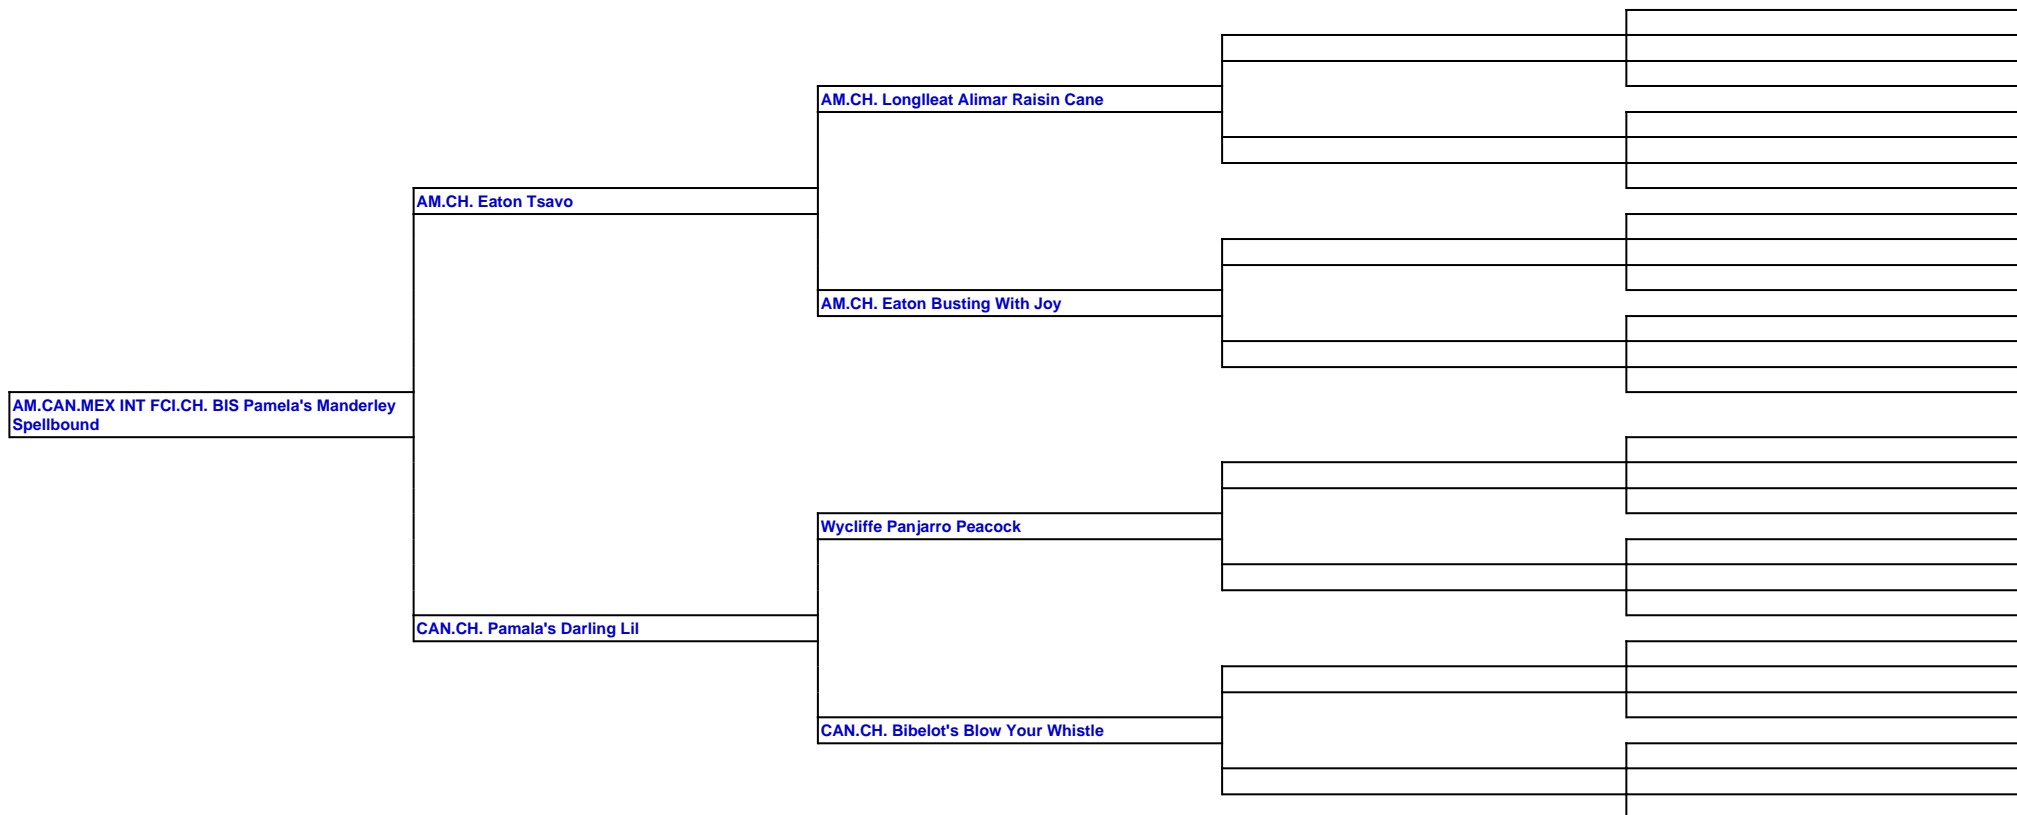 AM.CH. Longlleat Alimar Raisin Cane
AM.CH. Eaton Tsavo
AM.CH. Eaton Busting With Joy
AM.CAN.MEX INT FCI.CH. BIS Pamela's Manderley
Spellbound
Wycliffe Panjarro Peacock
CAN.CH. Pamala's Darling Lil
CAN.CH. Bibelot's Blow Your Whistle